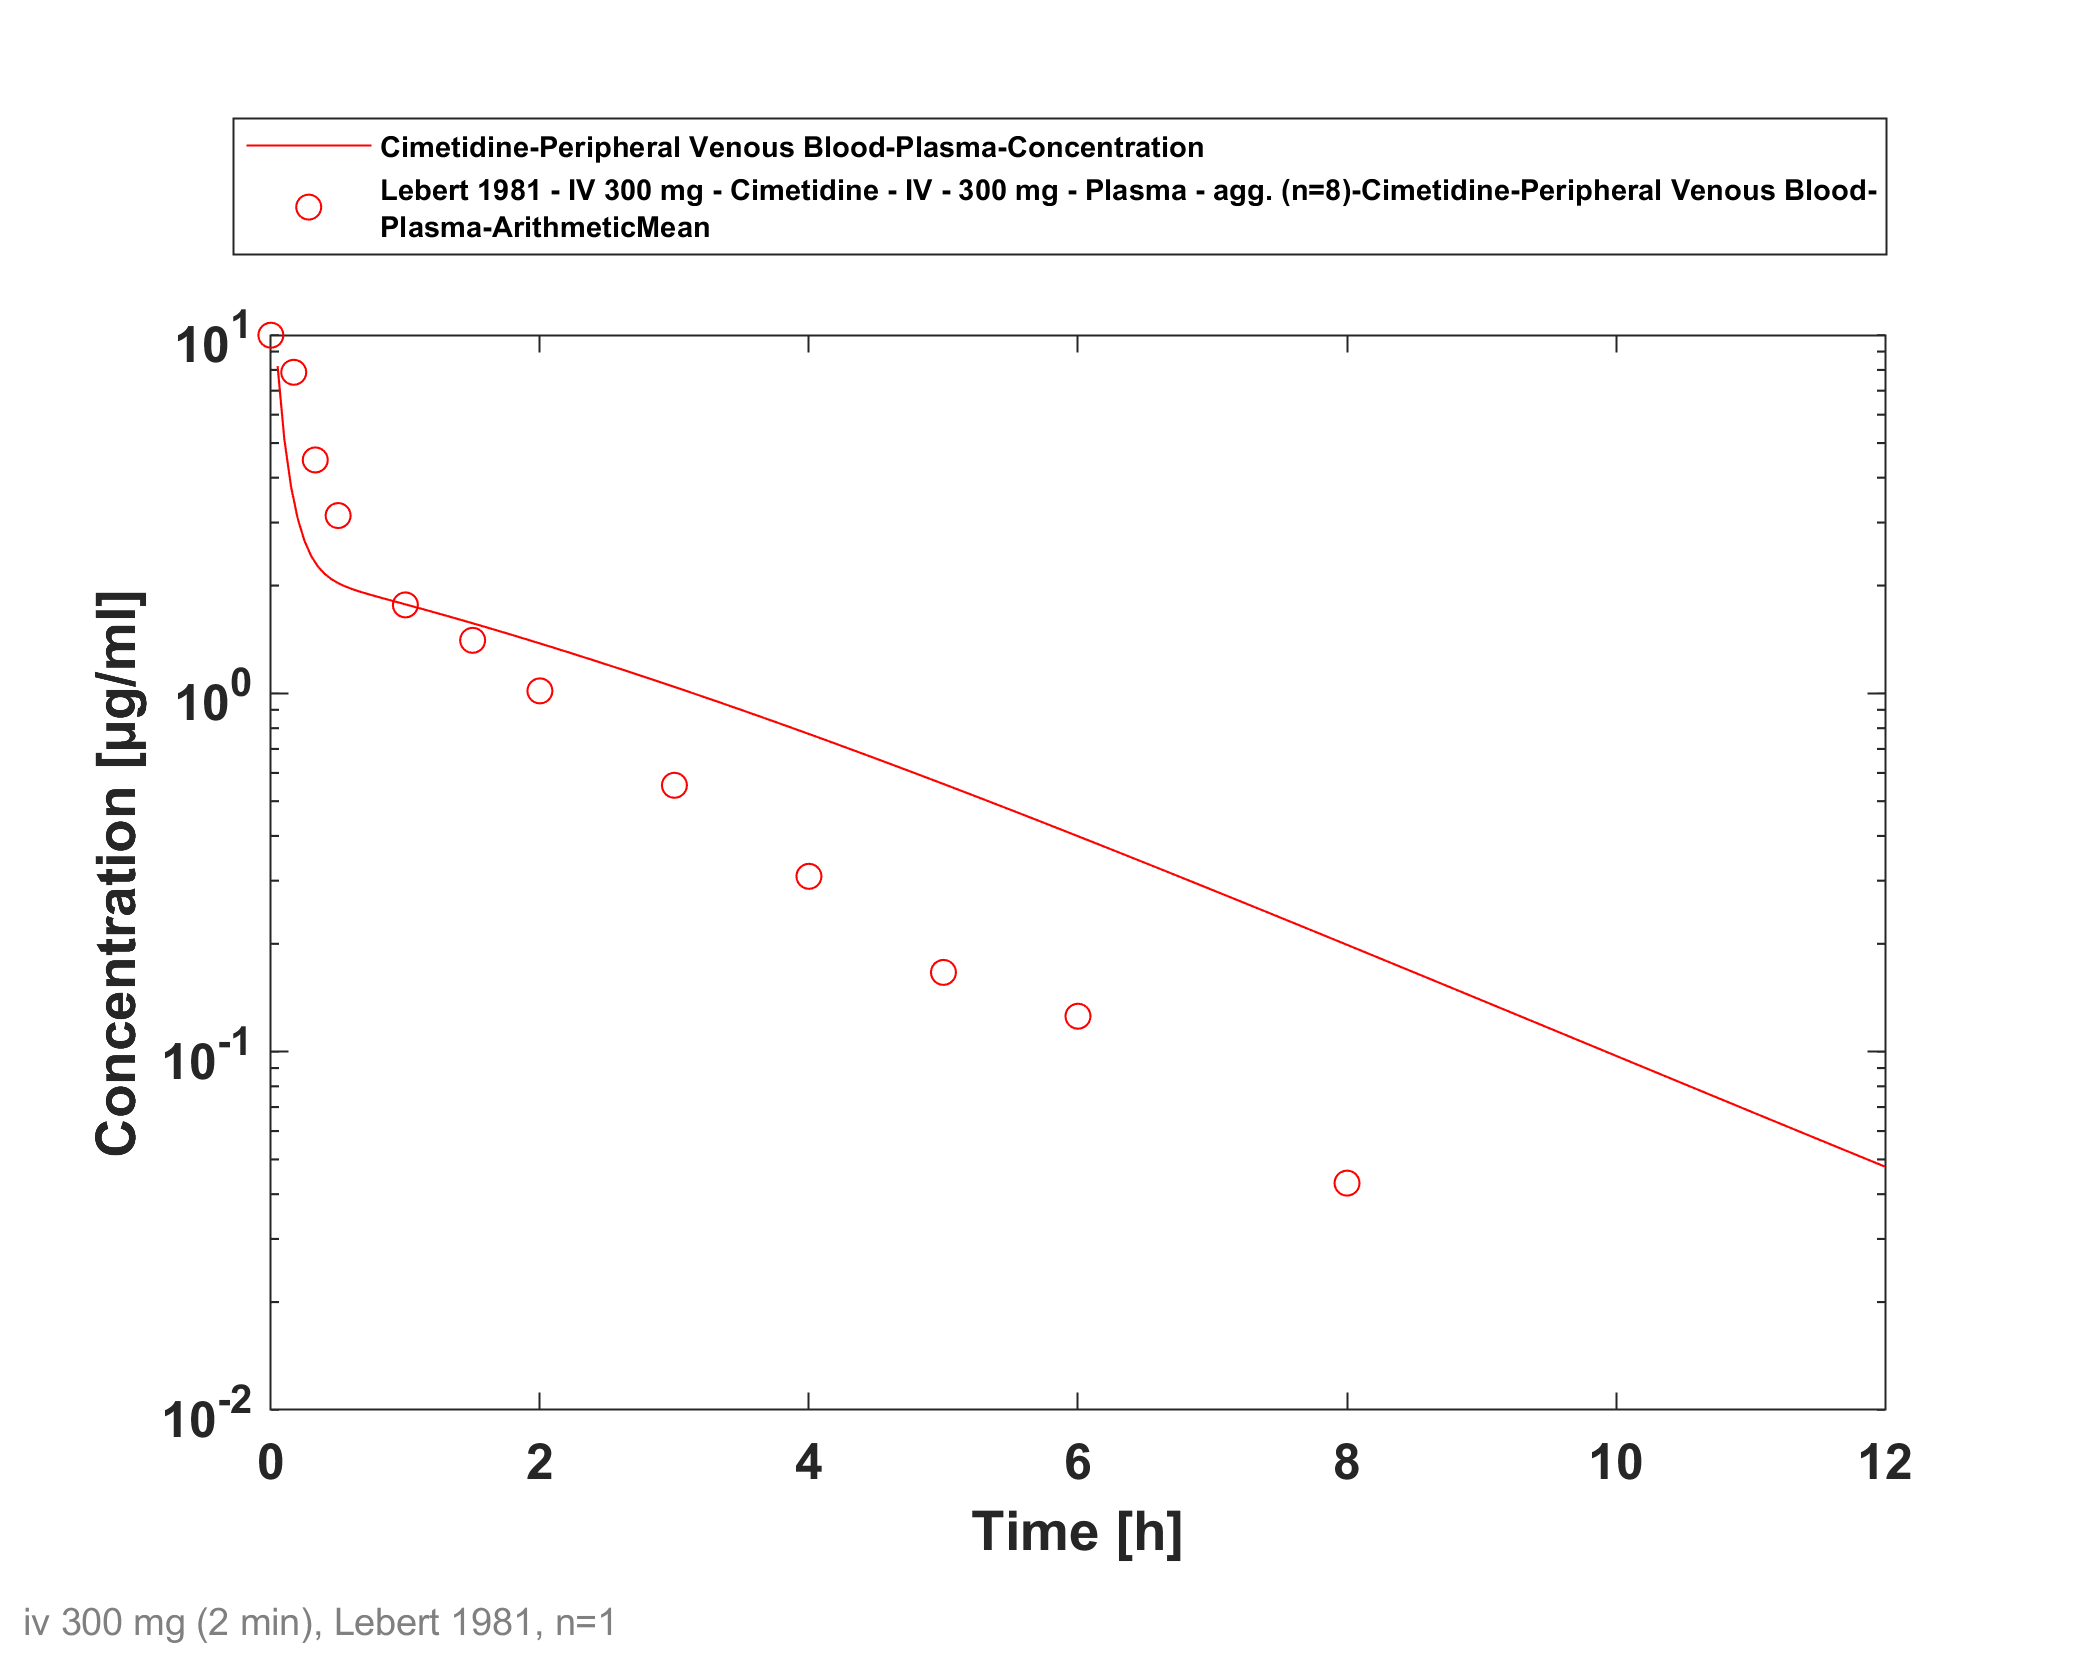 Cimetidine-Peripheral Venous Blood-Plasma-Concentration
Lebert 1981 - IV 300 mg - Cimetidine - IV - 300 mg - Plasma - agg. (n=8)-Cimetidine-Peripheral Venous Blood-
Plasma-ArithmeticMean
10^1
10^0
10^-1
10^-2
Concentration [µg/ml]
0 2 4 6 8 10 12
Time [h]
iv 300 mg (2 min), Lebert 1981, n=1